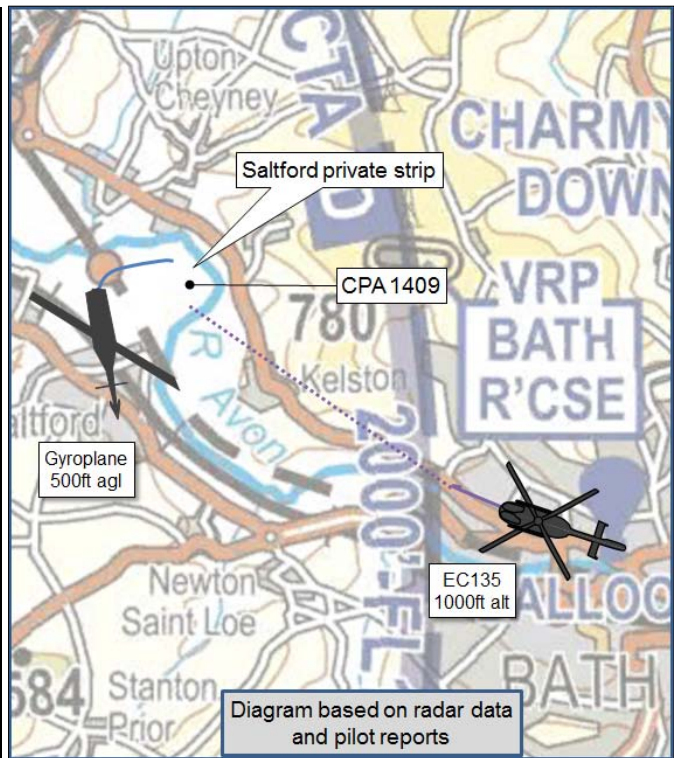 Upton
Cheyney
CTA
D
CHARMY
DOWN
Saltford private strip
CPA 1409
VRP
BATH
R'CSE
780
Kelston
R Avon
altford
Gyroplane
500ft agl
2000'-FL
EC135
1000ft alt
ALLOO
BATH
Newton
Saint Loe
584
Stanton
Prior
Diagram based on radar data
and pilot reports